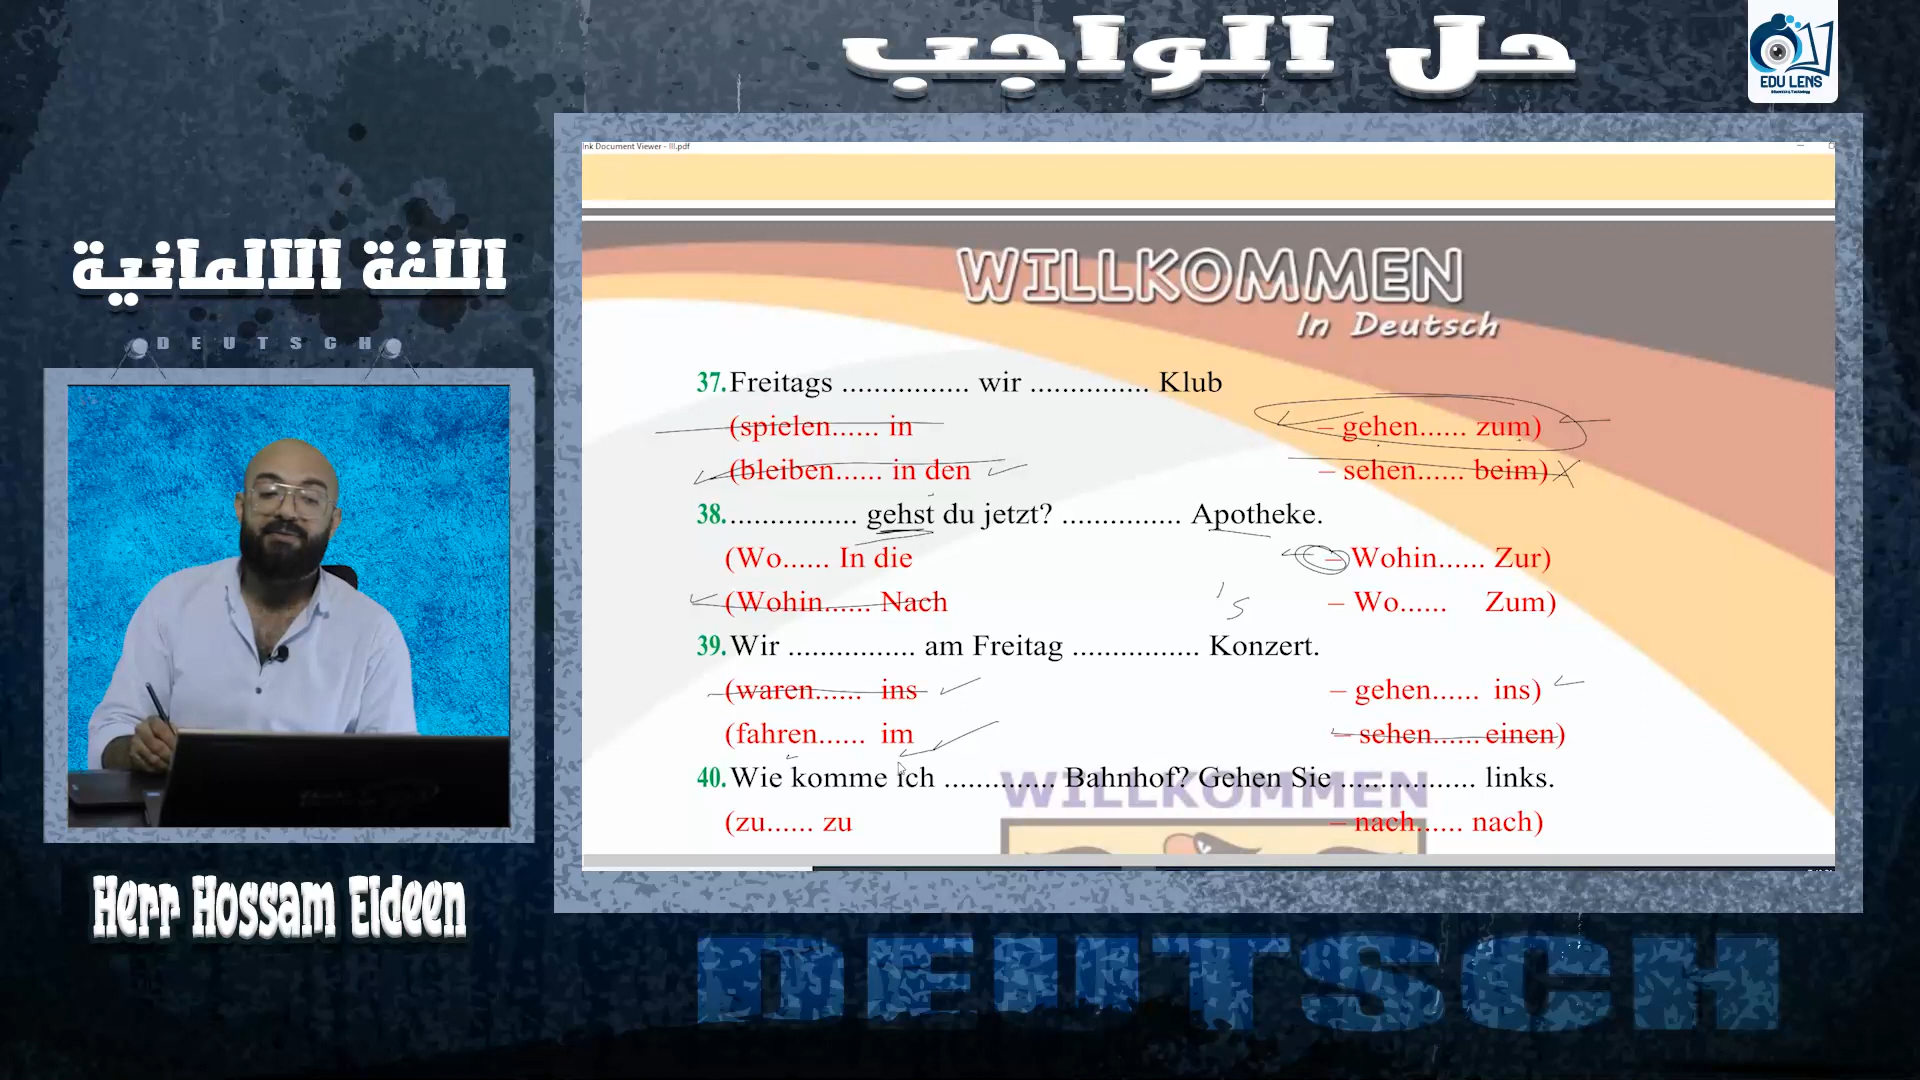 حل الواجب
EDU LENS
Ink Document Viewer - III.pdf
اللغة الالمانية
DEUTSCH
WILLKOMMEN
In Deutsch
37. Freitags ................ wir ............... Klub
(spielen...... in – gehen...... zum)
(bleiben...... in den – sehen...... beim)
38. ................ gehst du jetzt? ............... Apotheke.
(Wo...... In die – Wohin...... Zur)
(Wohin...... Nach – Wo...... Zum)
's
39. Wir ................ am Freitag ................ Konzert.
(waren...... ins – gehen...... ins)
(fahren...... im – sehen...... einen)
40. Wie komme ich .............. Bahnhof? Gehen Sie ................. links.
WILLKOMMEN
(zu...... zu – nach...... nach)
Herr Hossam Eldeen
DEUTSCH